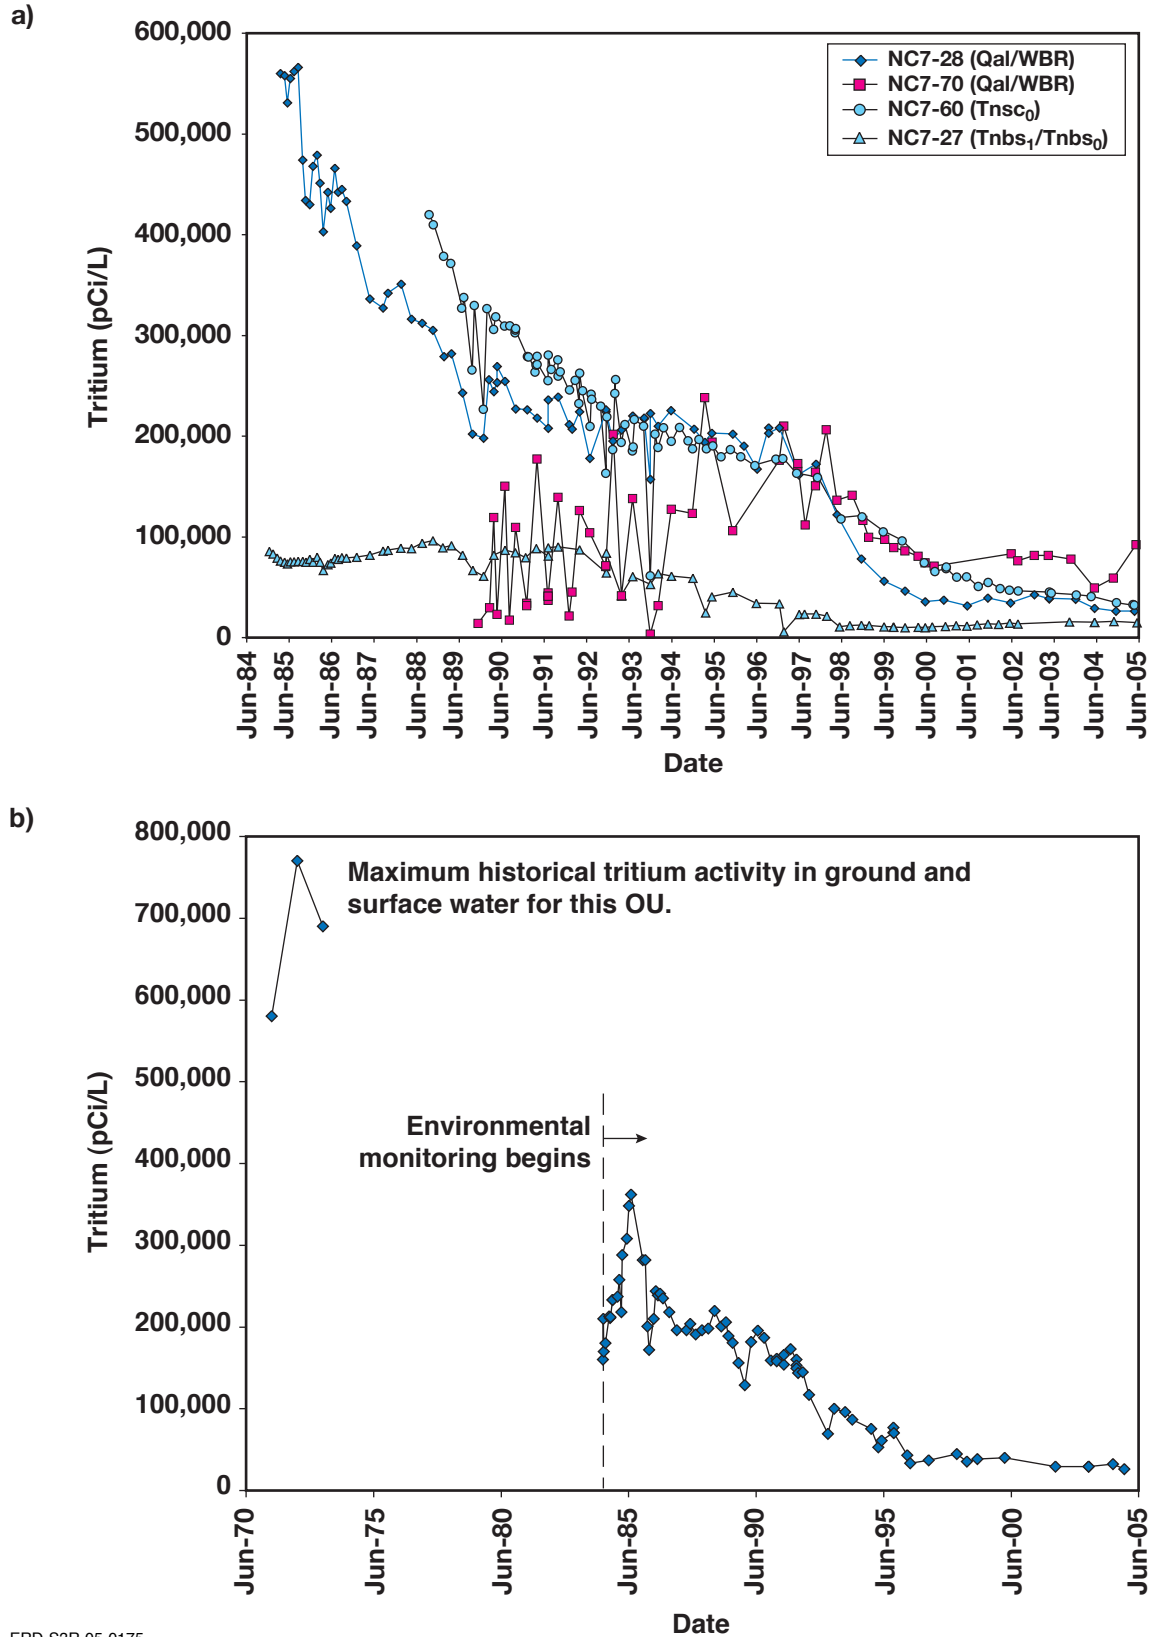 a)
600,000
500,000
400,000
300,000
200,000
100,000
0
Tritium (pCi/L)
NC7-28 (Qal/WBR)
NC7-70 (Qal/WBR)
NC7-60 (Tnsc0)
NC7-27 (Tnbs1/Tnbs0)
Jun-84
Jun-85
Jun-86
Jun-87
Jun-88
Jun-89
Jun-90
Jun-91
Jun-92
Jun-93
Jun-94
Jun-95
Jun-96
Jun-97
Jun-98
Jun-99
Jun-00
Jun-01
Jun-02
Jun-03
Jun-04
Jun-05
Date
b)
800,000
700,000
600,000
500,000
400,000
300,000
200,000
100,000
0
Tritium (pCi/L)
Maximum historical tritium activity in ground and
surface water for this OU.
Environmental
monitoring begins
Jun-70
Jun-75
Jun-80
Jun-85
Jun-90
Jun-95
Jun-00
Jun-05
Date